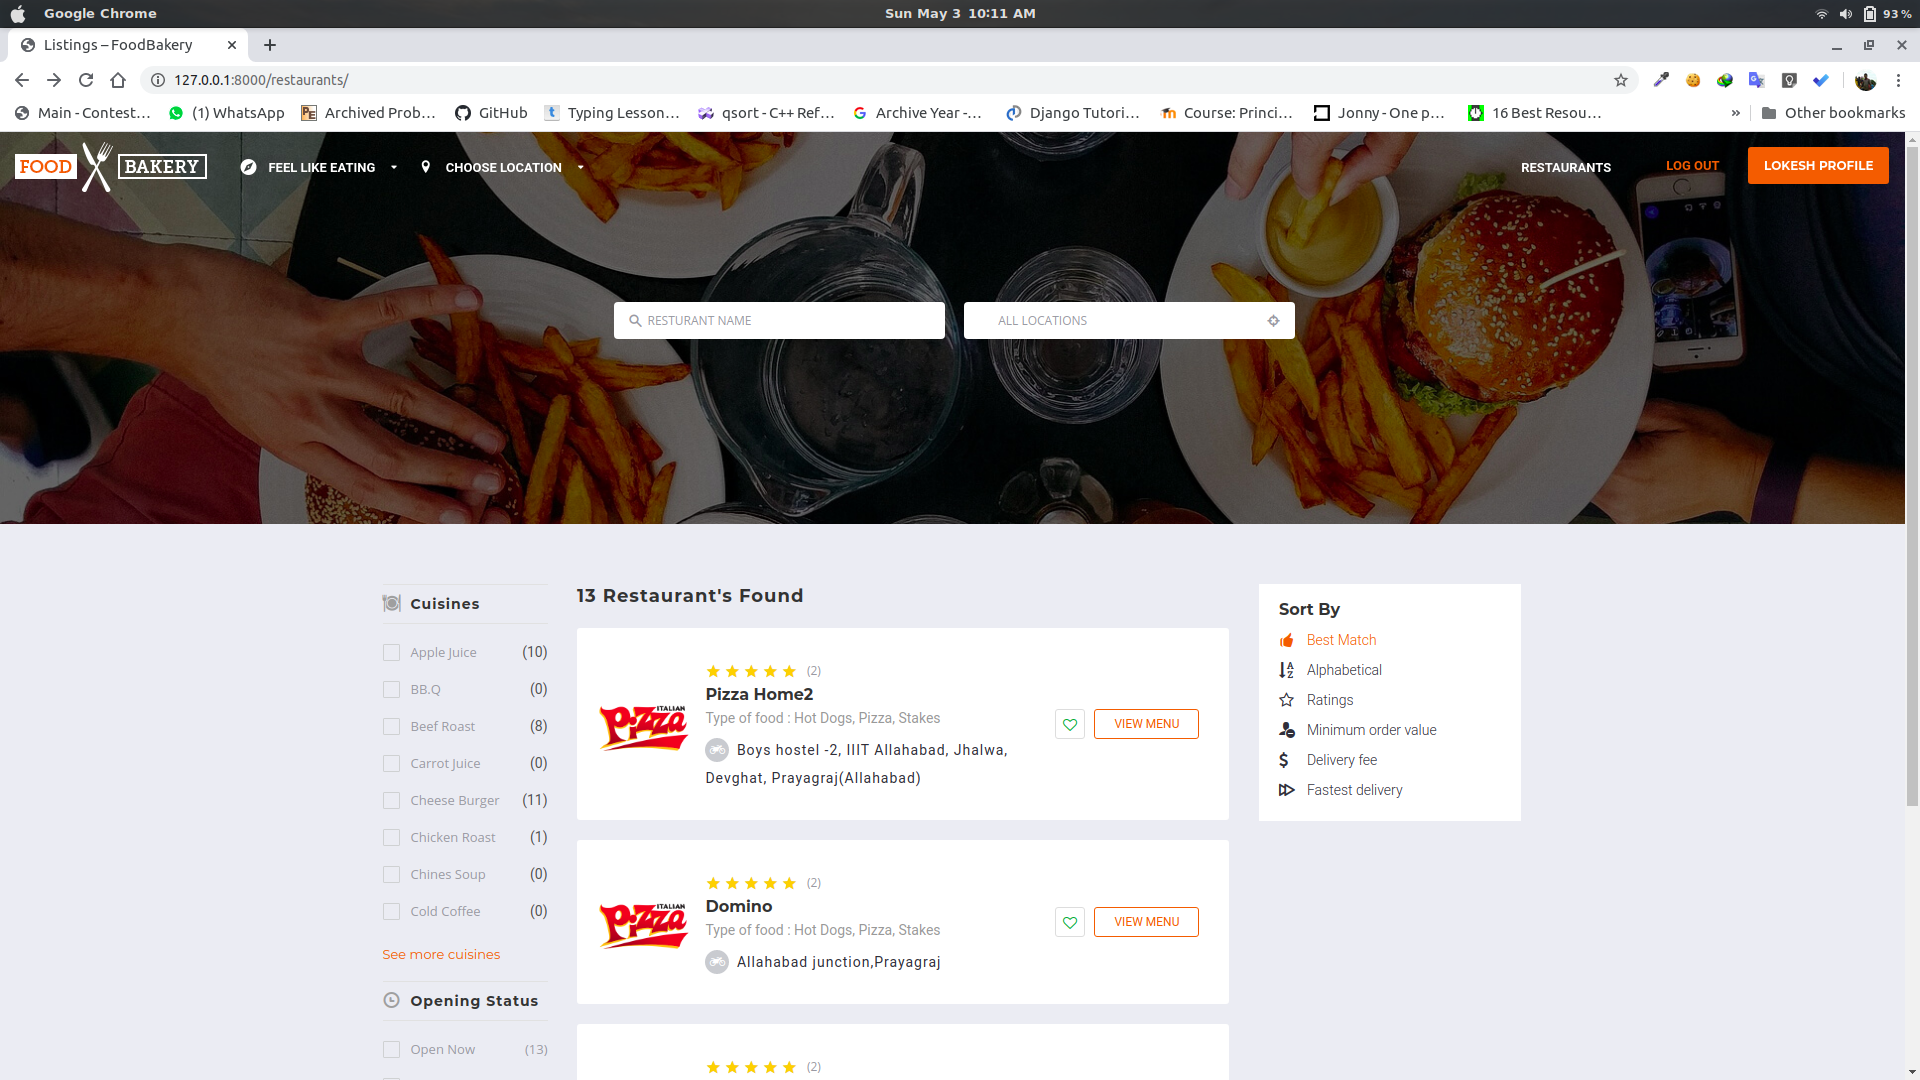 Google Chrome
Sun May 3 10:11 AM
93%
Listings – FoodBakery
127.0.0.1:8000/restaurants/
Main - Contest…
(1) WhatsApp
Archived Prob…
GitHub
Typing Lesson…
qsort - C++ Ref…
Archive Year -…
Django Tutori…
Course: Princi…
Jonny - One p…
16 Best Resou…
» Other bookmarks
FOOD BAKERY
FEEL LIKE EATING
CHOOSE LOCATION
RESTAURANTS
LOG OUT
LOKESH PROFILE
RESTURANT NAME
ALL LOCATIONS
Cuisines
Apple Juice (10)
BB.Q (0)
Beef Roast (8)
Carrot Juice (0)
Cheese Burger (11)
Chicken Roast (1)
Chines Soup (0)
Cold Coffee (0)
See more cuisines
Opening Status
Open Now (13)
13 Restaurant's Found
ITALIAN
Pizza
(2)
Pizza Home2
Type of food : Hot Dogs, Pizza, Stakes
Boys hostel -2, IIIT Allahabad, Jhalwa,
Devghat, Prayagraj(Allahabad)
VIEW MENU
ITALIAN
Pizza
(2)
Domino
Type of food : Hot Dogs, Pizza, Stakes
Allahabad junction,Prayagraj
VIEW MENU
(2)
Sort By
Best Match
Alphabetical
Ratings
Minimum order value
Delivery fee
Fastest delivery